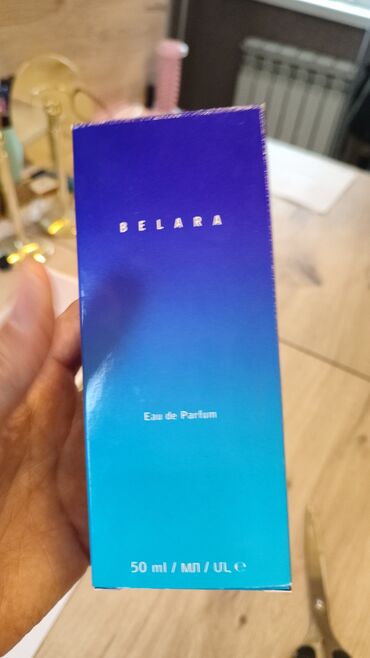 BELARA
Eau de Parfum
50 ml / мл / UL ℮